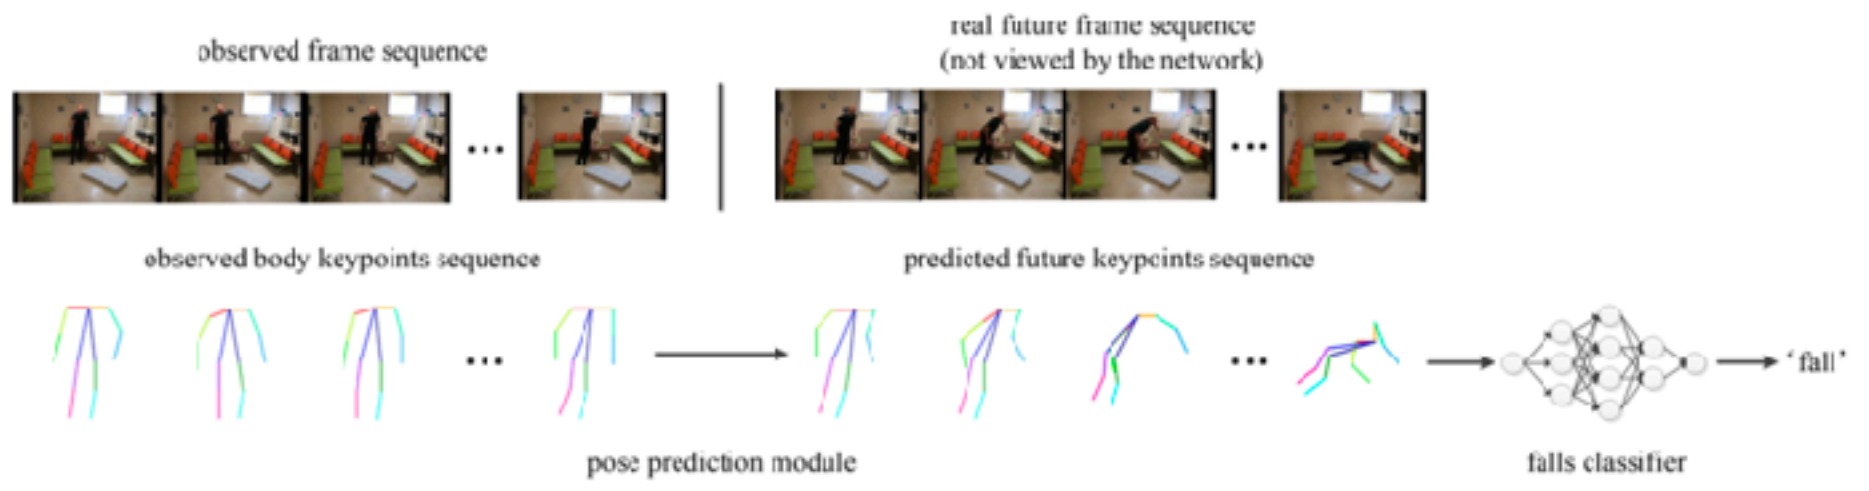 observed frame sequence
real future frame sequence
(not viewed by the network)
observed body keypoints sequence
predicted future keypoints sequence
'fall'
pose prediction module
falls classifier